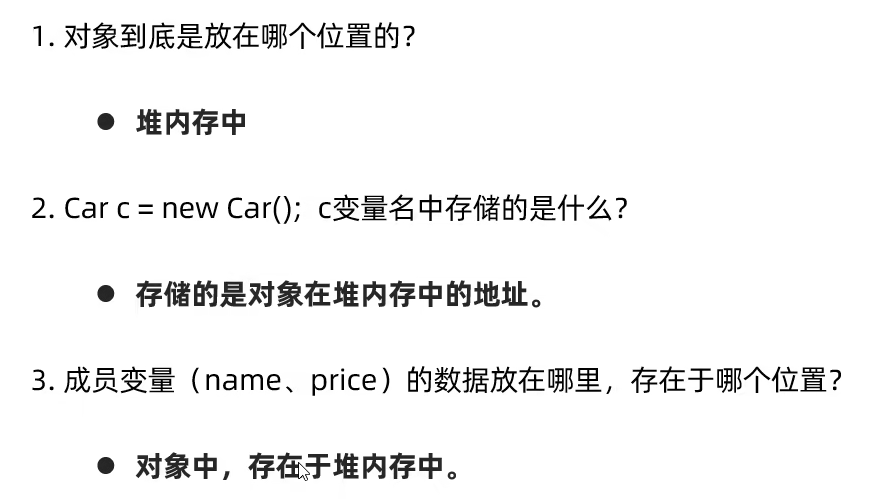 1. 对象到底是放在哪个位置的？
● 堆内存中
2. Car c = new Car(); c变量名中存储的是什么？
● 存储的是对象在堆内存中的地址。
3. 成员变量（name、price）的数据放在哪里，存在于哪个位置？
● 对象中，存在于堆内存中。